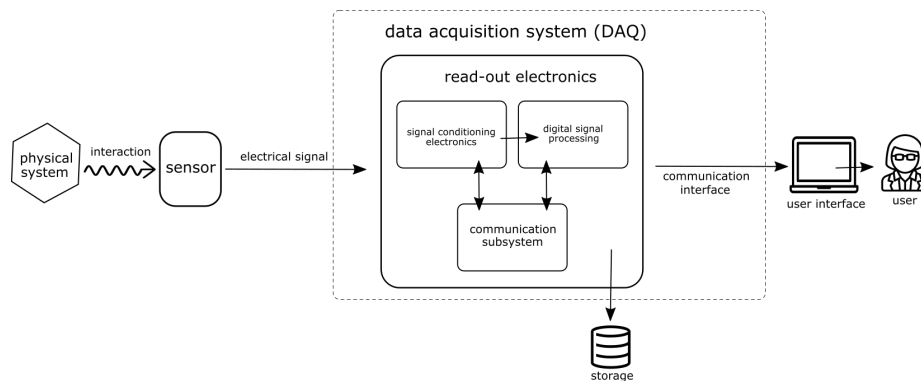 data acquisition system (DAQ)
read-out electronics
signal conditioning
electronics
digital signal
processing
physical
system
interaction
sensor
electrical signal
communication
interface
user interface
user
communication
subsystem
storage